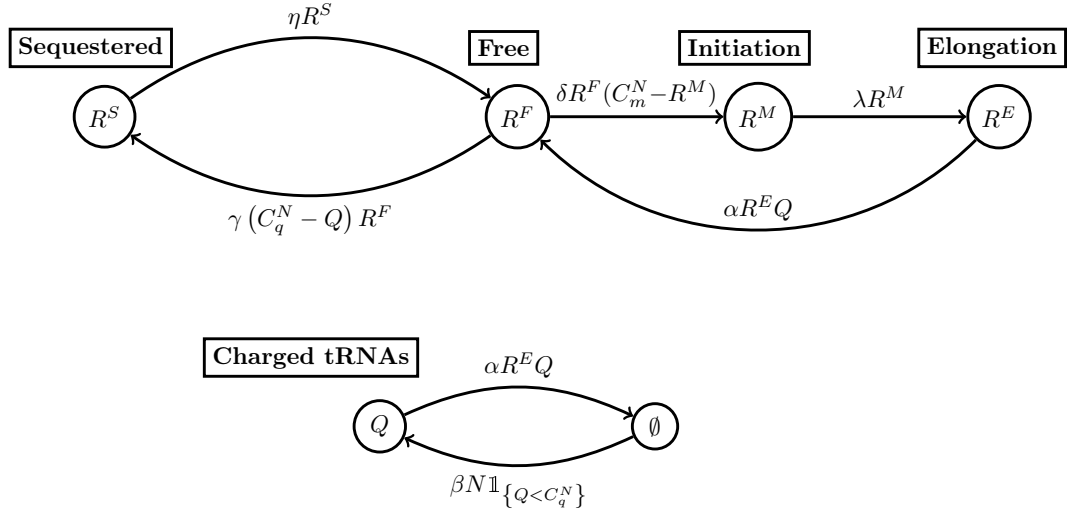 ηR^S
Sequestered Free Initiation Elongation
R^S R^F δR^F(C_m^N−R^M) R^M λR^M R^E
γ (C_q^N − Q) R^F αR^E Q
Charged tRNAs
αR^E Q
Q ∅
βN𝟙_{Q<C_q^N}